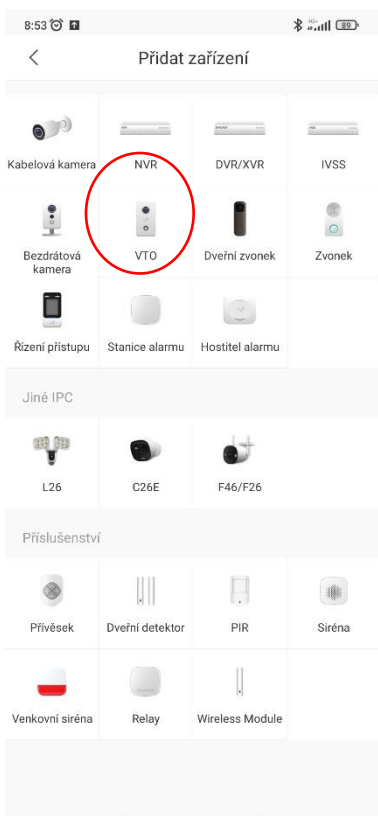 8:53
4G+
89
Přidat zařízení
Kabelová kamera
NVR
DVR/XVR
IVSS
Bezdrátová
kamera
VTO
Dveřní zvonek
Zvonek
Řízení přístupu
Stanice alarmu
Hostitel alarmu
Jiné IPC
L26
C26E
F46/F26
Příslušenství
Přívěsek
Dveřní detektor
PIR
Siréna
Venkovní siréna
Relay
Wireless Module